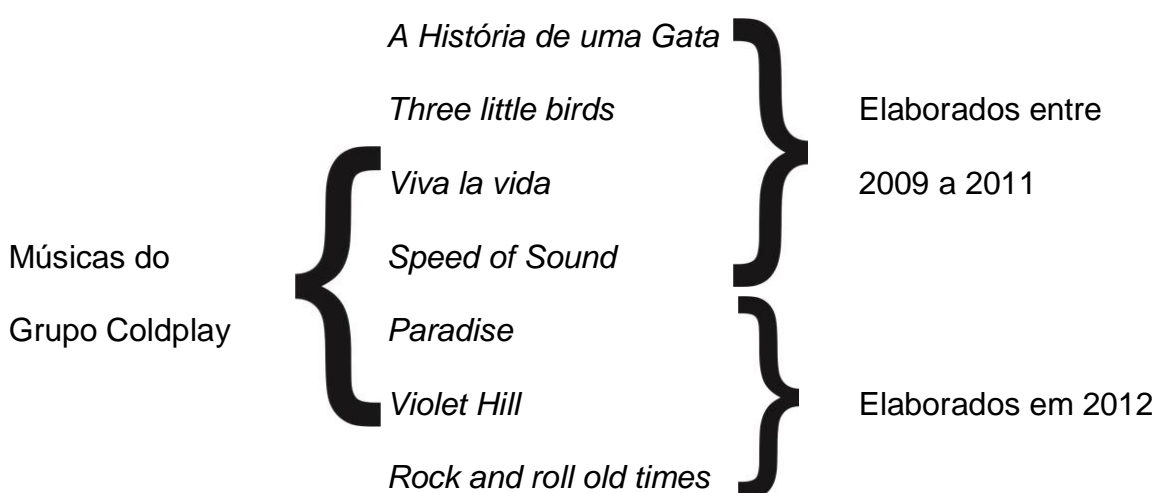 A História de uma Gata
Three little birds Elaborados entre
Viva la vida 2009 a 2011
Músicas do Speed of Sound
Grupo Coldplay Paradise
Violet Hill Elaborados em 2012
Rock and roll old times